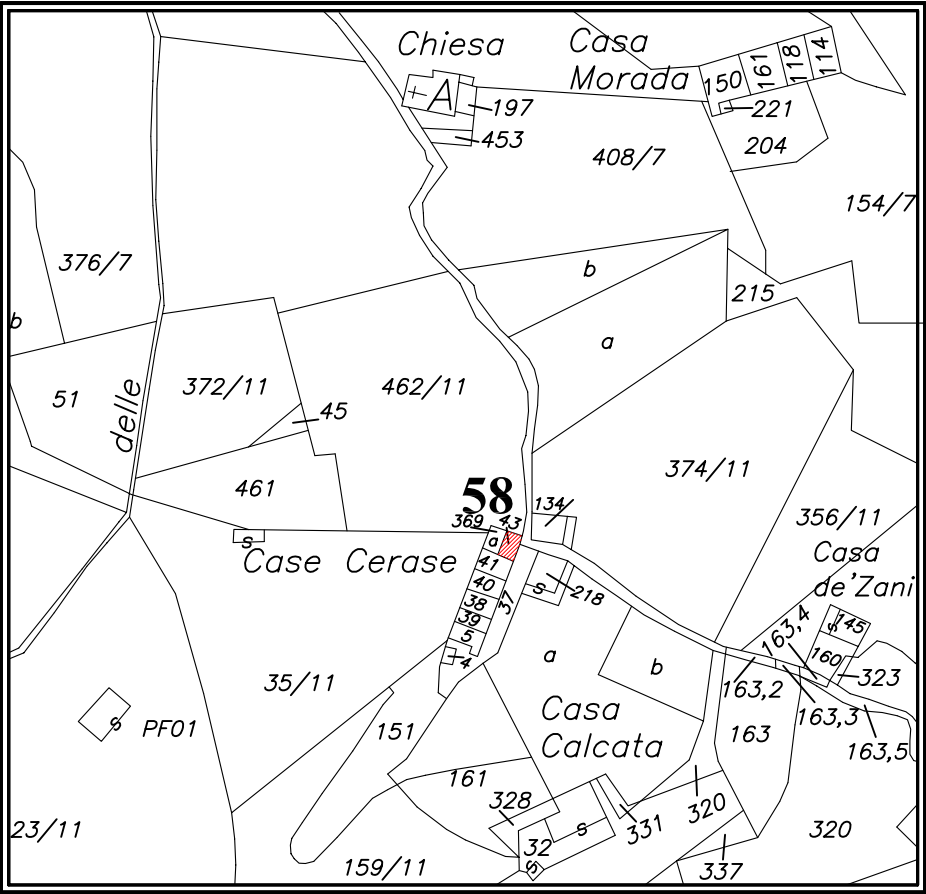 Chiesa
Casa
Morada
A
150
161
118
114
197
221
453
204
408/7
154/7
376/7
b
215
b
a
51
372/11
delle
45
462/11
461
374/11
58
134
369
43
356/11
s
a
Case Cerase
Casa
de'Zani
41
s
218
40
37
38
39
5
4
163,4
s
145
160
323
a
b
35/11
163,2
163,3
163,5
s
PF01
151
Casa
Calcata
163
161
328
320
331
s
320
23/11
32
s
159/11
337